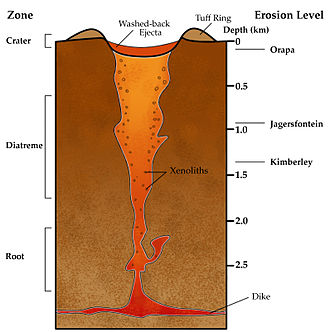 Zone
Washed-back
Ejecta
Tuff Ring
Erosion Level
Crater
Depth (km)
0
Orapa
0.5
Jagersfontein
1.0
Diatreme
Kimberley
Xenoliths
1.5
2.0
Root
2.5
Dike